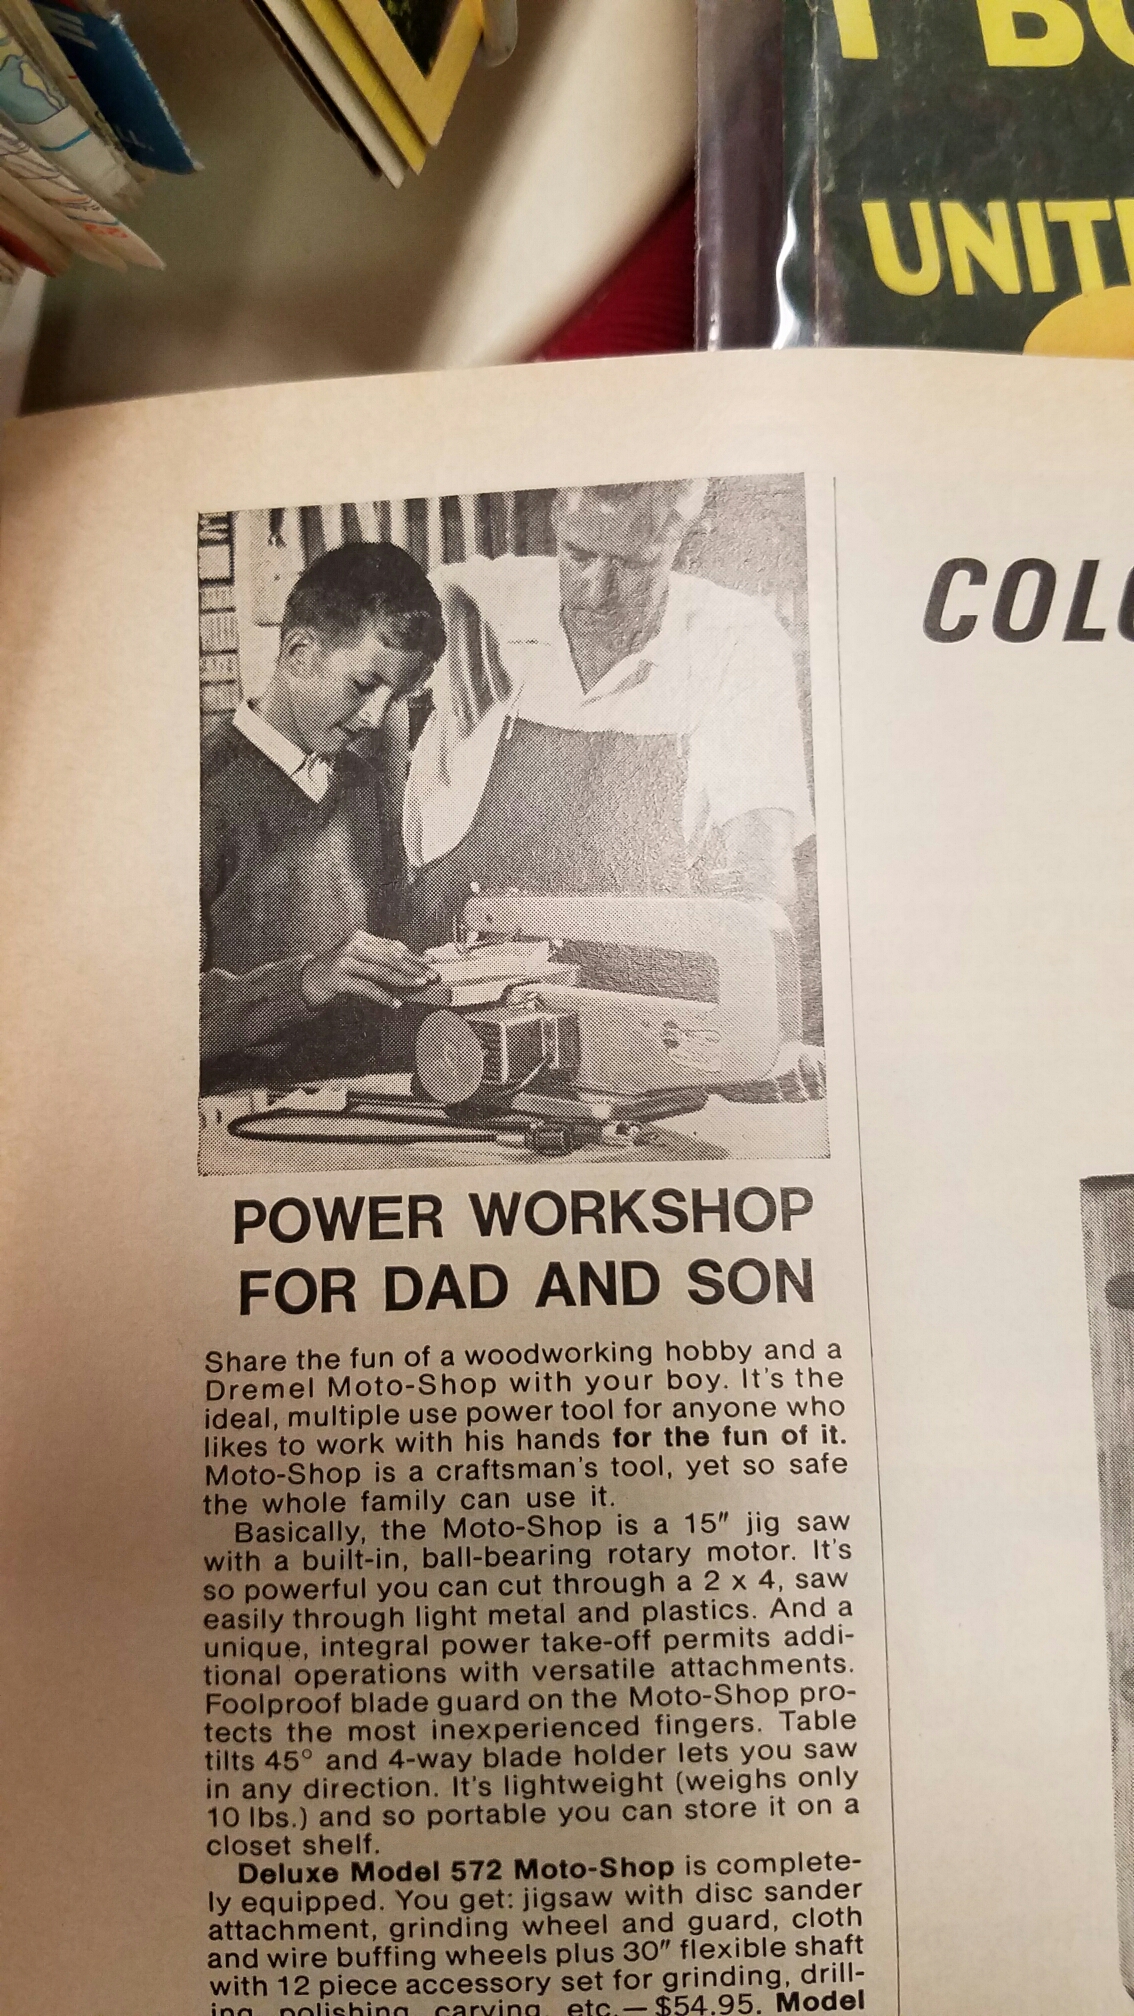 UNIT
COL
POWER WORKSHOP
FOR DAD AND SON
Share the fun of a woodworking hobby and a
Dremel Moto-Shop with your boy. It's the
ideal, multiple use power tool for anyone who
likes to work with his hands for the fun of it.
Moto-Shop is a craftsman's tool, yet so safe
the whole family can use it.
Basically, the Moto-Shop is a 15" jig saw
with a built-in, ball-bearing rotary motor. It's
so powerful you can cut through a 2 x 4, saw
easily through light metal and plastics. And a
unique, integral power take-off permits addi-
tional operations with versatile attachments.
Foolproof blade guard on the Moto-Shop pro-
tects the most inexperienced fingers. Table
tilts 45° and 4-way blade holder lets you saw
in any direction. It's lightweight (weighs only
10 lbs.) and so portable you can store it on a
closet shelf.
Deluxe Model 572 Moto-Shop is complete-
ly equipped. You get: jigsaw with disc sander
attachment, grinding wheel and guard, cloth
and wire buffing wheels plus 30" flexible shaft
with 12 piece accessory set for grinding, drill-
ing, polishing, carving, etc.—$54.95. Model